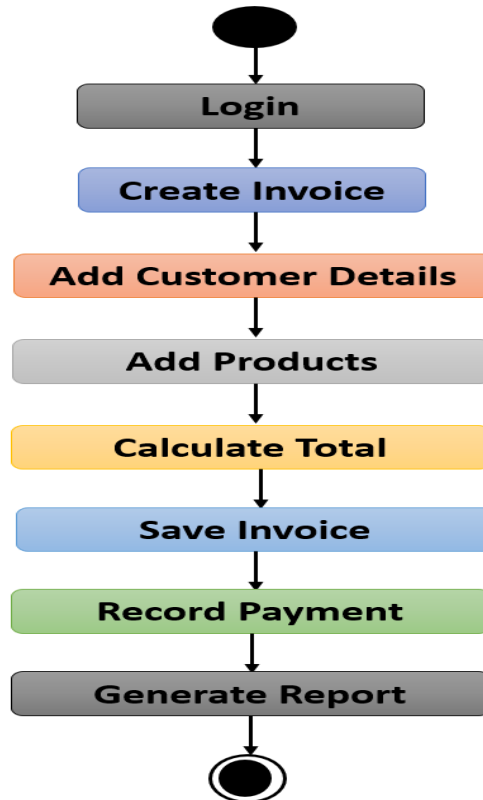 Login
Create Invoice
Add Customer Details
Add Products
Calculate Total
Save Invoice
Record Payment
Generate Report